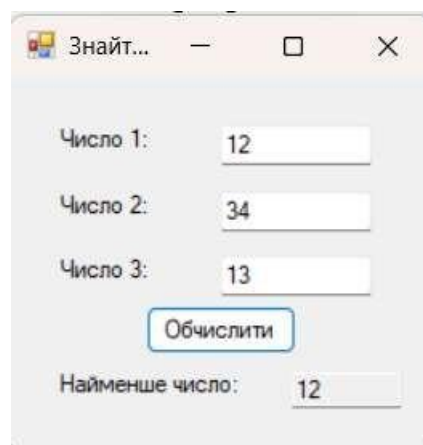 Знайт...
Число 1: 12
Число 2: 34
Число 3: 13
Обчислити
Найменше число: 12